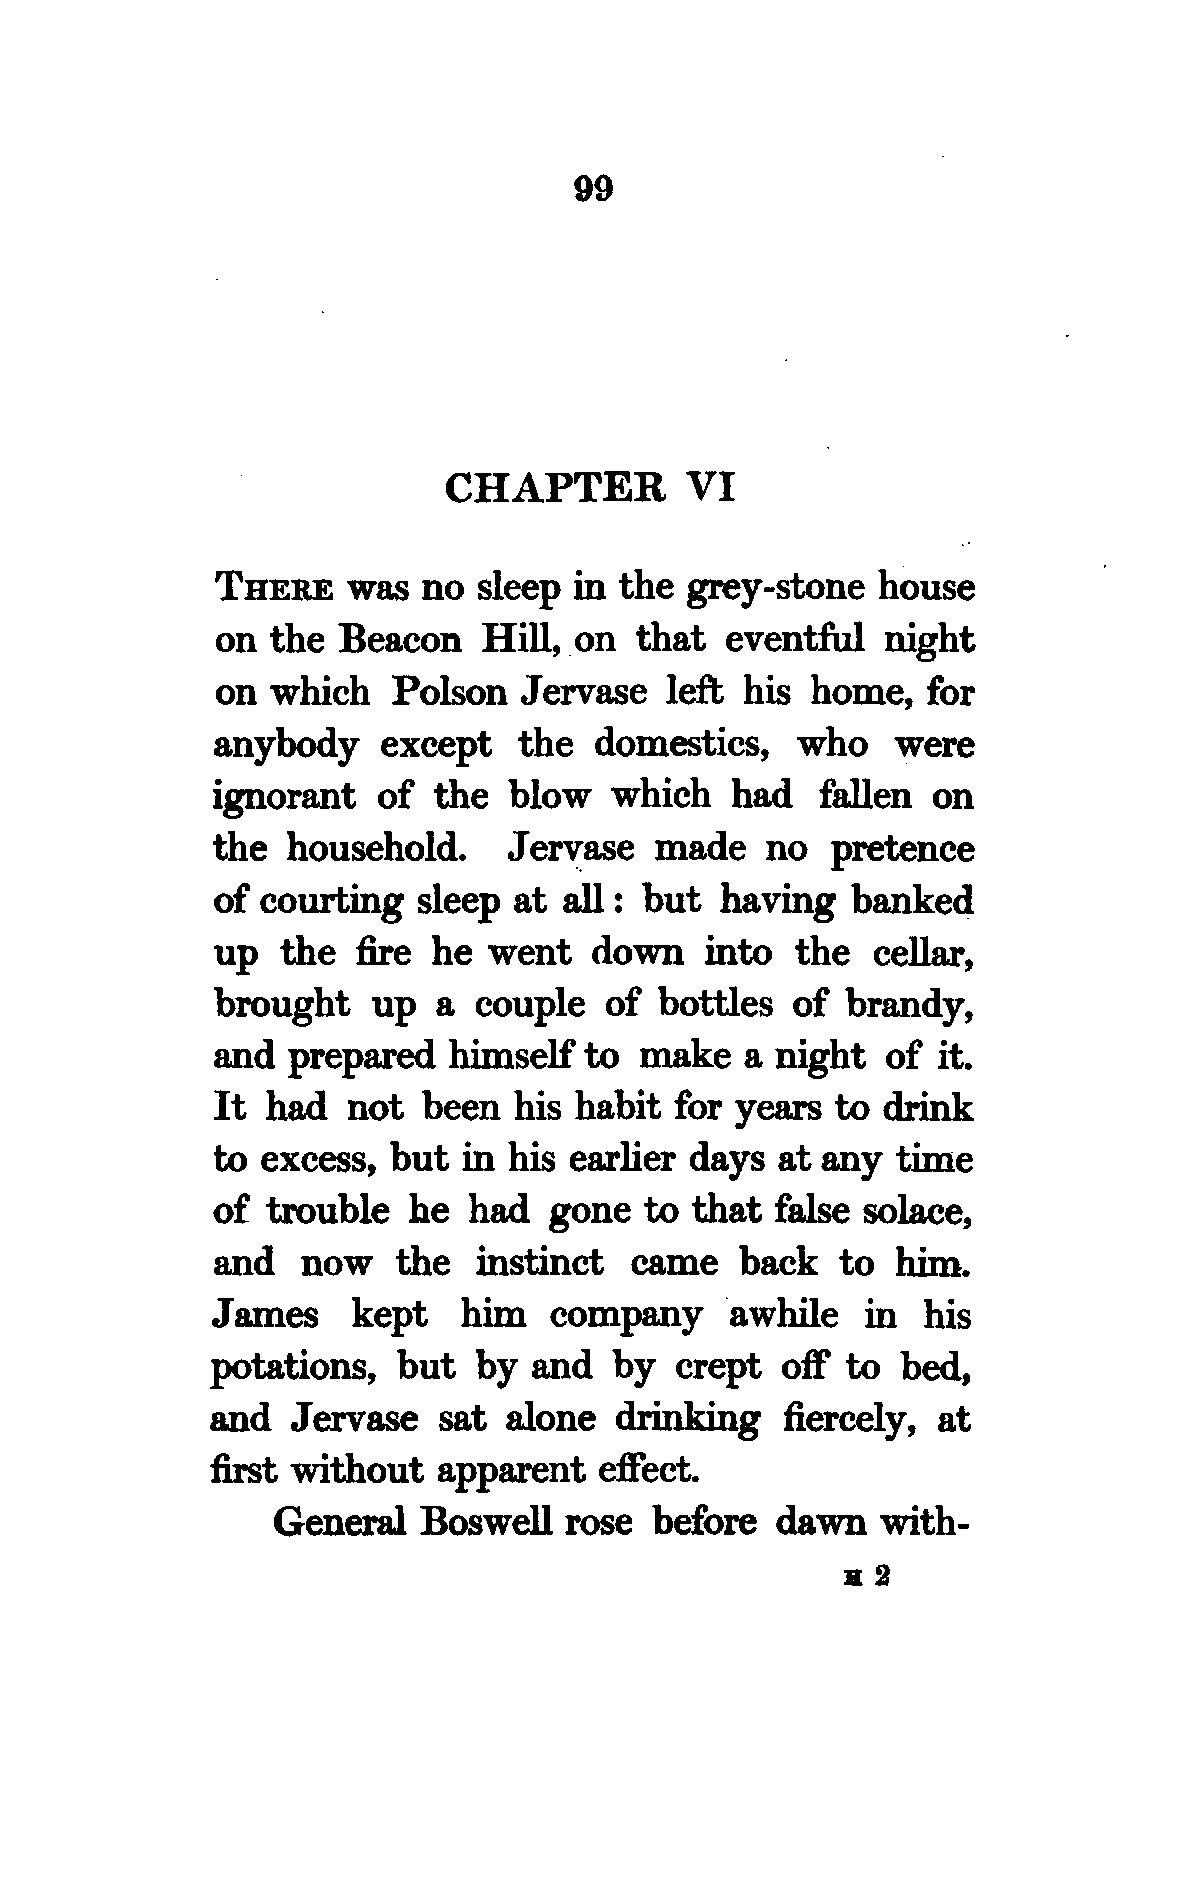 99
CHAPTER VI
THERE was no sleep in the grey-stone house
on the Beacon Hill, on that eventful night
on which Polson Jervase left his home, for
anybody except the domestics, who were
ignorant of the blow which had fallen on
the household. Jervase made no pretence
of courting sleep at all : but having banked
up the fire he went down into the cellar,
brought up a couple of bottles of brandy,
and prepared himself to make a night of it.
It had not been his habit for years to drink
to excess, but in his earlier days at any time
of trouble he had gone to that false solace,
and now the instinct came back to him.
James kept him company awhile in his
potations, but by and by crept off to bed,
and Jervase sat alone drinking fiercely, at
first without apparent effect.
General Boswell rose before dawn with-
H 2